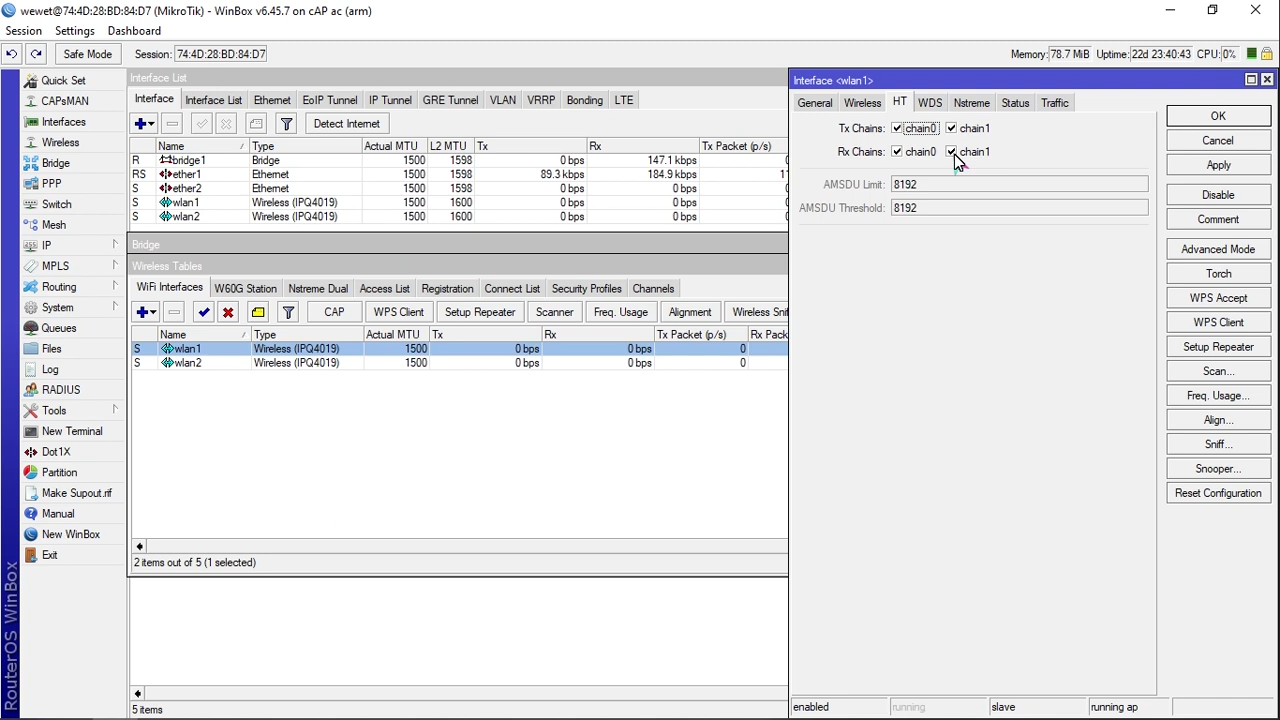 wewet@74:4D:28:BD:84:D7 (MikroTik) - WinBox v6.45.7 on cAP ac (arm)
Session Settings Dashboard
Safe Mode Session: 74:4D:28:BD:84:D7 Memory: 78.7 MiB Uptime: 22d 23:40:43 CPU: 0%
Quick Set
CAPsMAN
Interfaces
Wireless
Bridge
PPP
Switch
Mesh
IP
MPLS
Routing
System
Queues
Files
Log
RADIUS
Tools
New Terminal
Dot1X
Partition
Make Supout.rif
Manual
New WinBox
Exit
RouterOS WinBox
Interface List
Interface Interface List Ethernet EoIP Tunnel IP Tunnel GRE Tunnel VLAN VRRP Bonding LTE
Detect Internet
Name Type Actual MTU L2 MTU Tx Rx Tx Packet (p/s)
R bridge1 Bridge 1500 1598 0 bps 147.1 kbps
RS ether1 Ethernet 1500 1598 89.3 kbps 184.9 kbps
S ether2 Ethernet 1500 1598 0 bps 0 bps
S wlan1 Wireless (IPQ4019) 1500 1600 0 bps 0 bps
S wlan2 Wireless (IPQ4019) 1500 1600 0 bps 0 bps
Bridge
Wireless Tables
WiFi Interfaces W60G Station Nstreme Dual Access List Registration Connect List Security Profiles Channels
CAP WPS Client Setup Repeater Scanner Freq. Usage Alignment Wireless Snif
Name Type Actual MTU Tx Rx Tx Packet (p/s) Rx Pack
S wlan1 Wireless (IPQ4019) 1500 0 bps 0 bps 0
S wlan2 Wireless (IPQ4019) 1500 0 bps 0 bps 0
2 items out of 5 (1 selected)
5 items
Interface <wlan1>
General Wireless HT WDS Nstreme Status Traffic
Tx Chains: chain0 chain1
Rx Chains: chain0 chain1
AMSDU Limit: 8192
AMSDU Threshold: 8192
OK
Cancel
Apply
Disable
Comment
Advanced Mode
Torch
WPS Accept
WPS Client
Setup Repeater
Scan...
Freq. Usage...
Align...
Sniff...
Snooper...
Reset Configuration
enabled running slave running ap